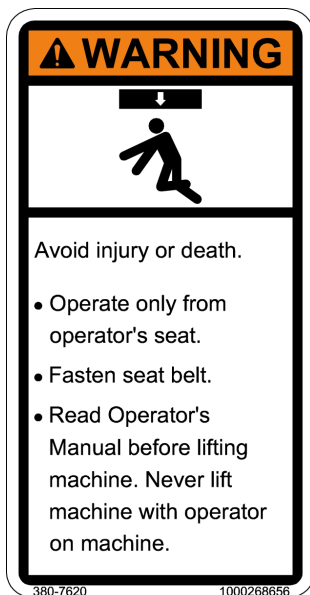 WARNING
Avoid injury or death.
• Operate only from
operator's seat.
• Fasten seat belt.
• Read Operator's
Manual before lifting
machine. Never lift
machine with operator
on machine.
380-7620 1000268656